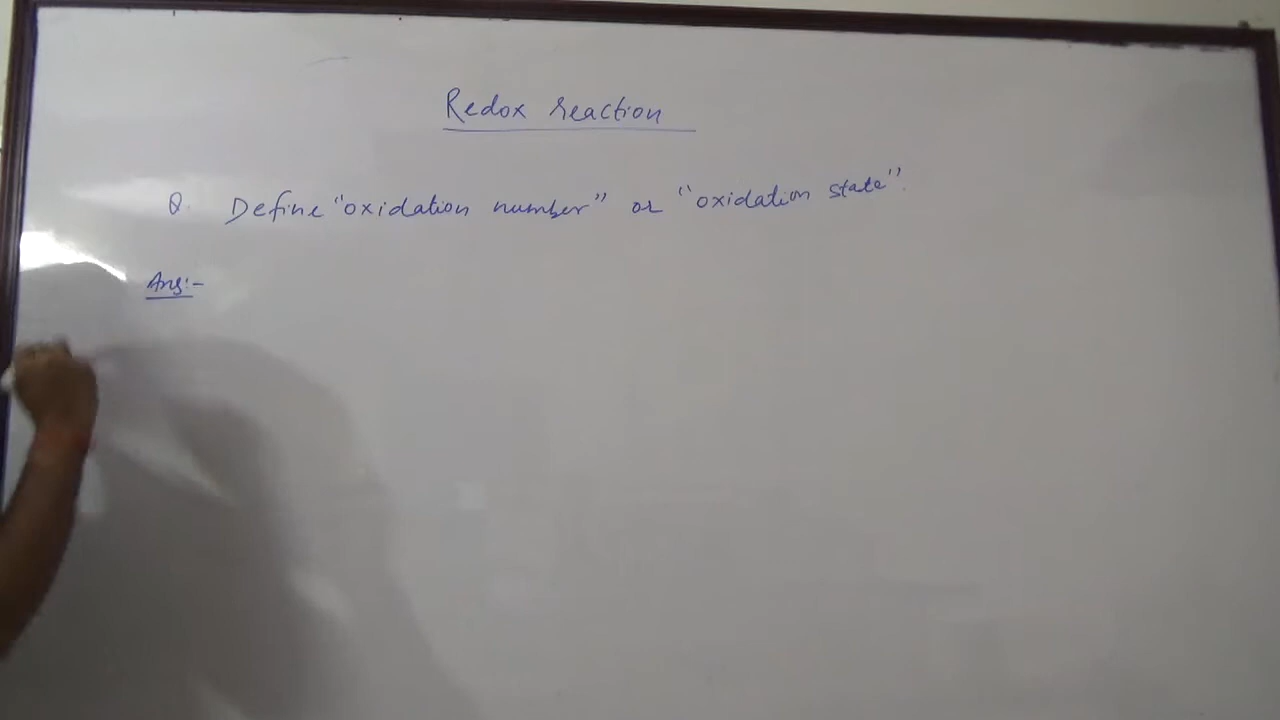 Redox reaction
Q. Define "oxidation number" or "oxidation state".
Ans:-